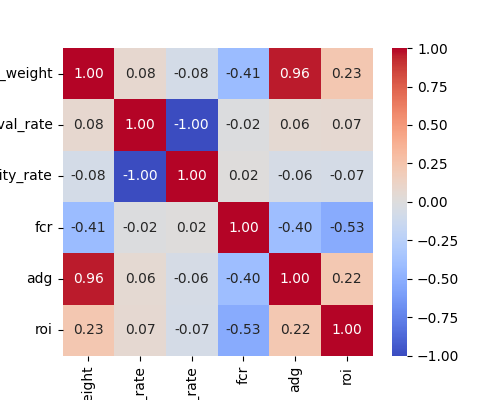 _weight 1.00 0.08 -0.08 -0.41 0.96 0.23
val_rate 0.08 1.00 -1.00 -0.02 0.06 0.07
ity_rate -0.08 -1.00 1.00 0.02 -0.06 -0.07
fcr -0.41 -0.02 0.02 1.00 -0.40 -0.53
adg 0.96 0.06 -0.06 -0.40 1.00 0.22
roi 0.23 0.07 -0.07 -0.53 0.22 1.00
eight _rate _rate fcr adg roi
1.00
0.75
0.50
0.25
0.00
−0.25
−0.50
−0.75
−1.00